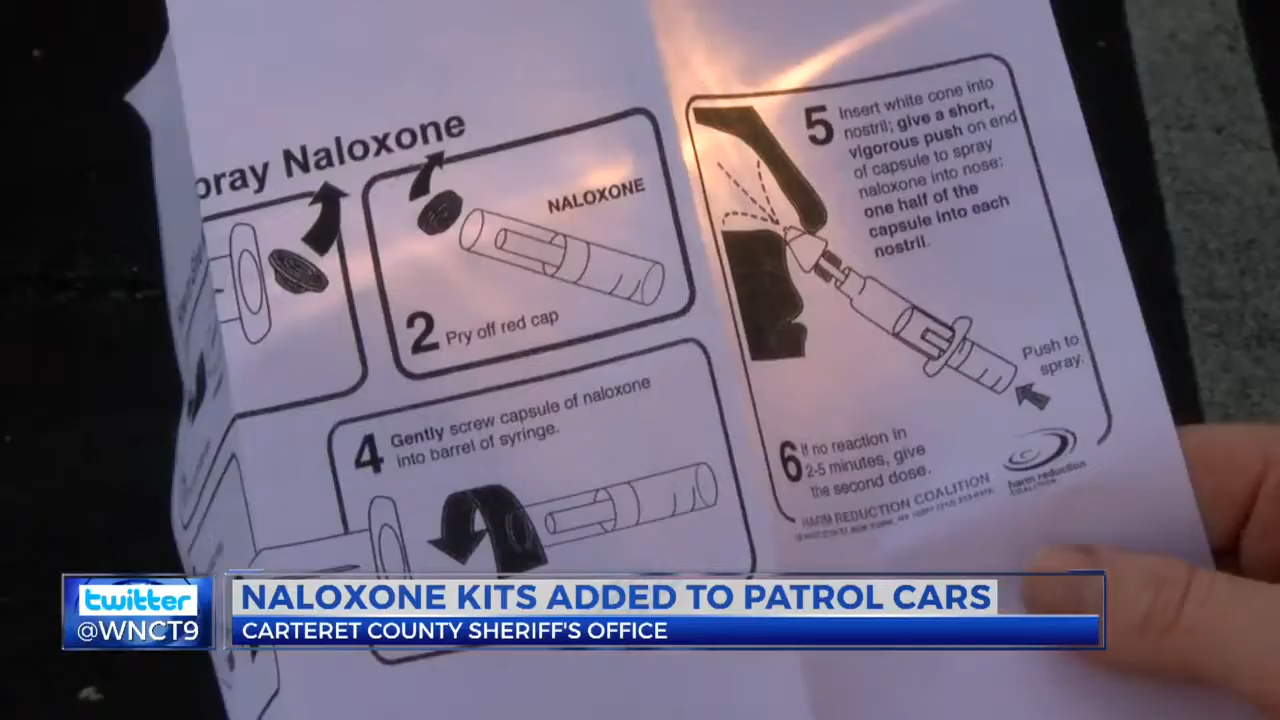 pray Naloxone
NALOXONE
2 Pry off red cap
4 Gently screw capsule of naloxone
into barrel of syringe.
5 Insert white cone into
nostril; give a short,
vigorous push on end
of capsule to spray
naloxone into nose:
one half of the
capsule into each
nostril.
Push to
spray.
6 If no reaction in
2-5 minutes, give
the second dose.
HARM REDUCTION COALITION
harm reduction
COALITION
twitter
@WNCT9
NALOXONE KITS ADDED TO PATROL CARS
CARTERET COUNTY SHERIFF'S OFFICE